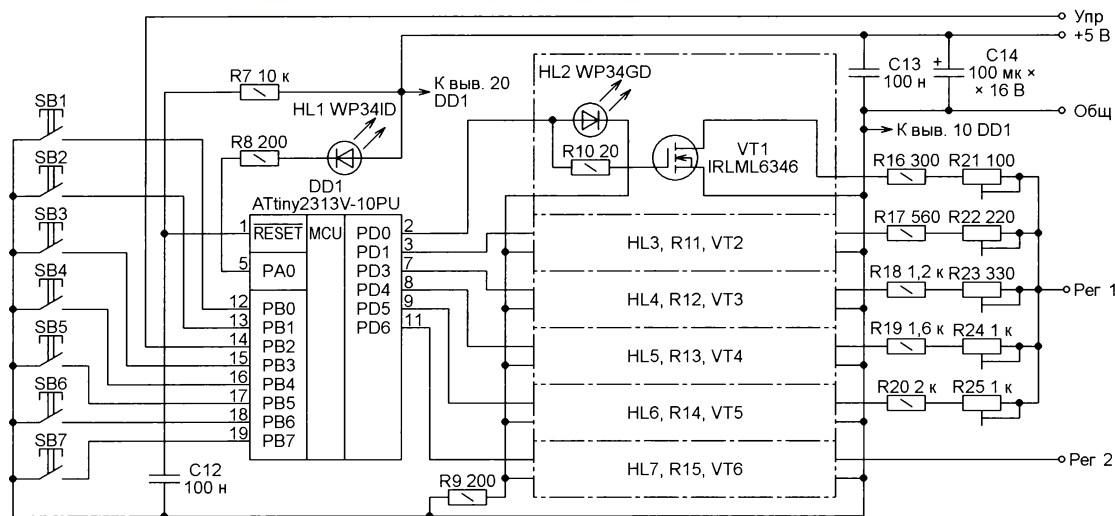 Упр
+5 В
C13
100 н
+ C14
100 мк ×
× 16 В
Общ
К выв. 10 DD1
R7 10 к
К выв. 20
DD1
HL1 WP34ID
R8 200
HL2 WP34GD
R10 20
VT1
IRLML6346
SB1
SB2
SB3
SB4
SB5
SB6
SB7
DD1
ATtiny2313V-10PU
1 RESET
MCU
5 PA0
12 PB0
13 PB1
14 PB2
15 PB3
16 PB4
17 PB5
18 PB6
19 PB7
PD0 2
PD1 3
PD3 7
PD4 8
PD5 9
PD6 11
HL3, R11, VT2
HL4, R12, VT3
HL5, R13, VT4
HL6, R14, VT5
HL7, R15, VT6
R16 300 R21 100
R17 560 R22 220
R18 1,2 к R23 330
R19 1,6 к R24 1 к
R20 2 к R25 1 к
Рег 1
Рег 2
C12
100 н
R9 200